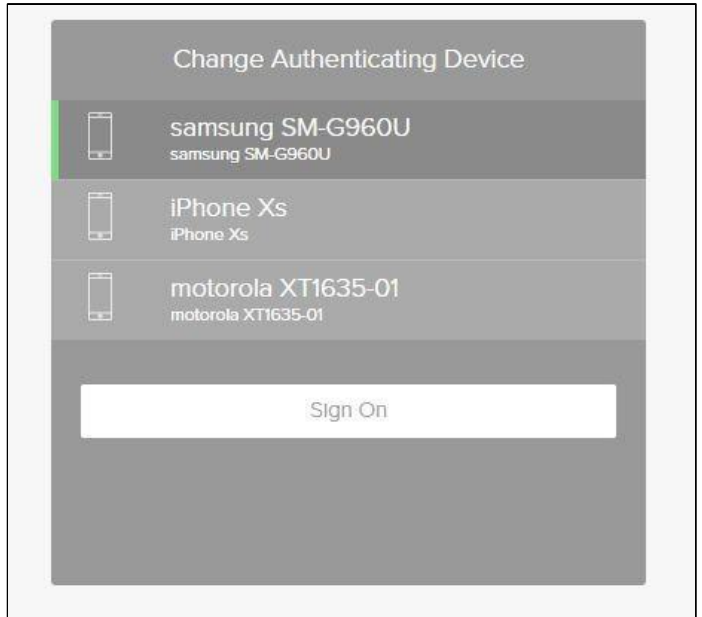 Change Authenticating Device
samsung SM-G960U
samsung SM-G960U
iPhone Xs
iPhone Xs
motorola XT1635-01
motorola XT1635-01
Sign On